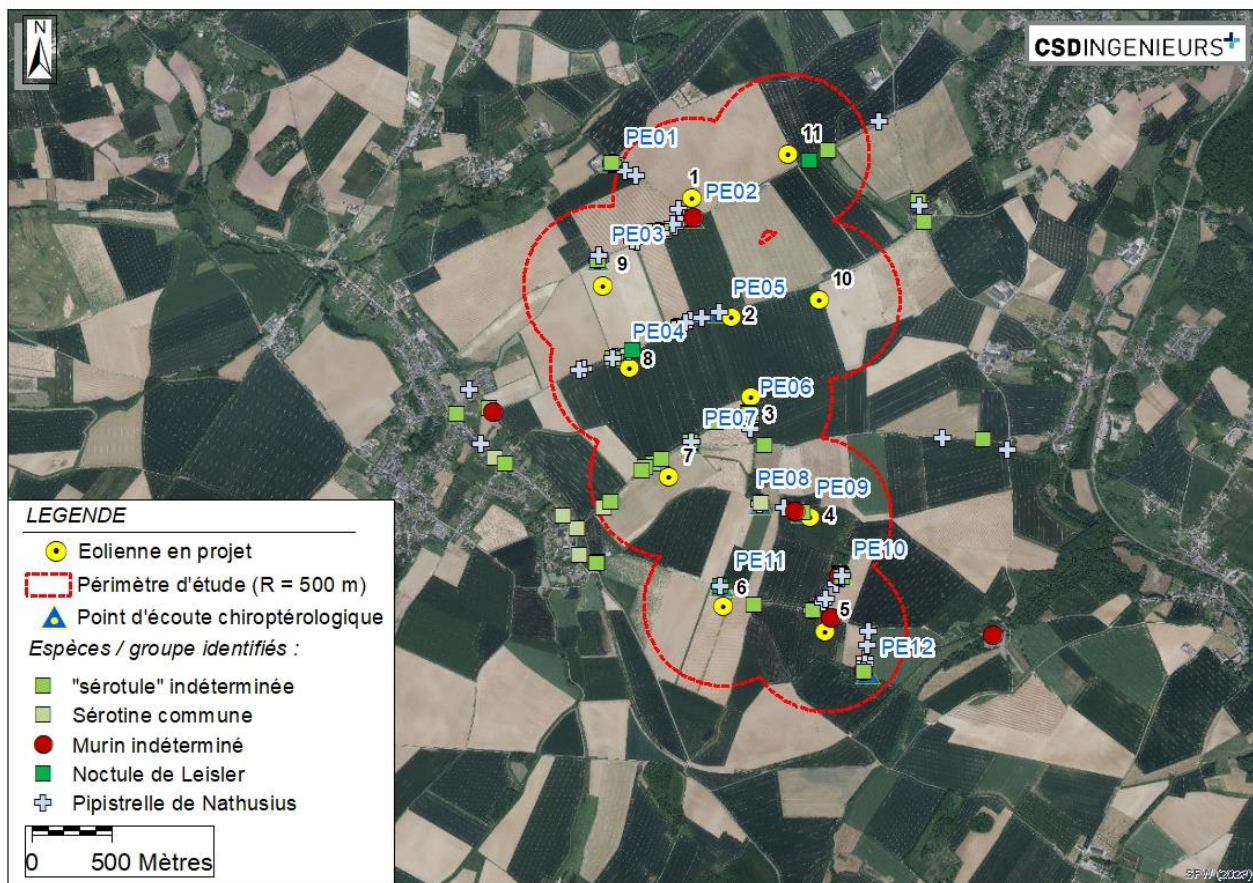 N
CSDINGENIEURS+
PE01
11
1
PE02
PE03
9
10
PE05
2
PE04
8
PE06
3
PE07
7
PE08
PE09
4
PE10
PE11
6
5
PE12
LEGENDE
Eolienne en projet
Périmètre d'étude (R = 500 m)
Point d'écoute chiroptérologique
Espèces / groupe identifiés :
"sérotule" indéterminée
Sérotine commune
Murin indéterminé
Noctule de Leisler
Pipistrelle de Nathusius
0 500 Mètres
SPW (2023)